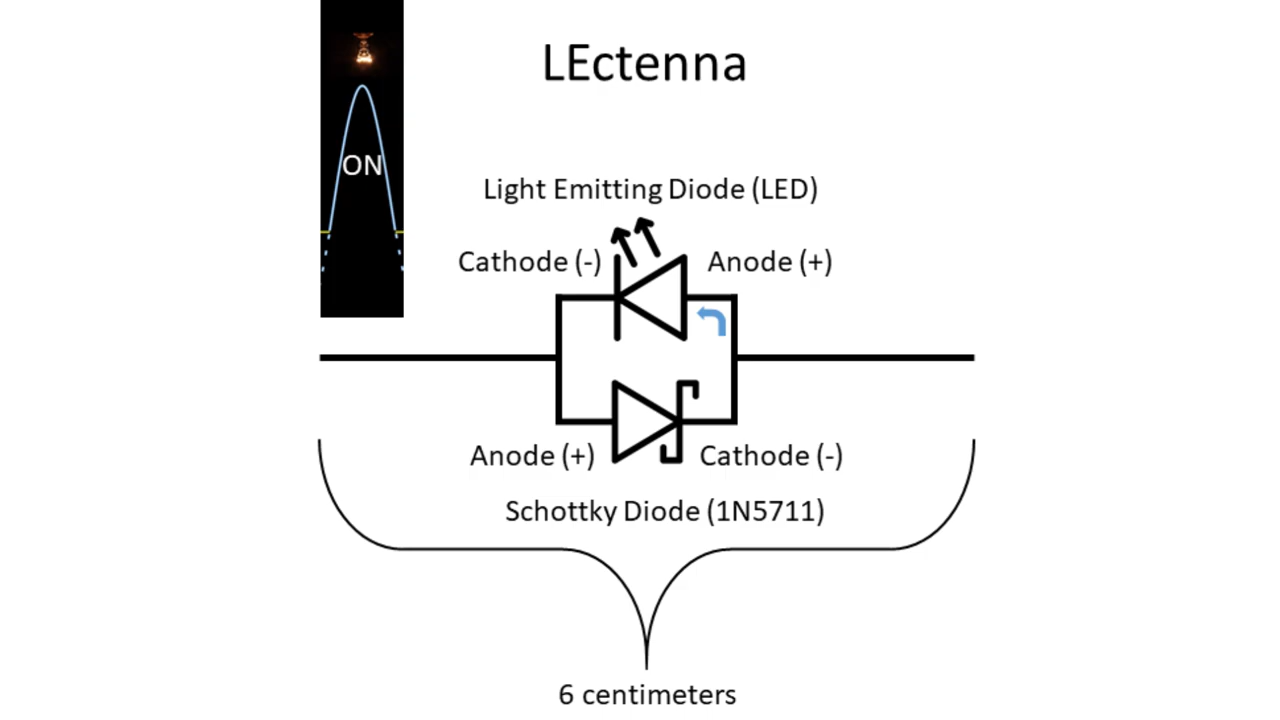 LEctenna
ON
Light Emitting Diode (LED)
Cathode (-) Anode (+)
Anode (+) Cathode (-)
Schottky Diode (1N5711)
6 centimeters